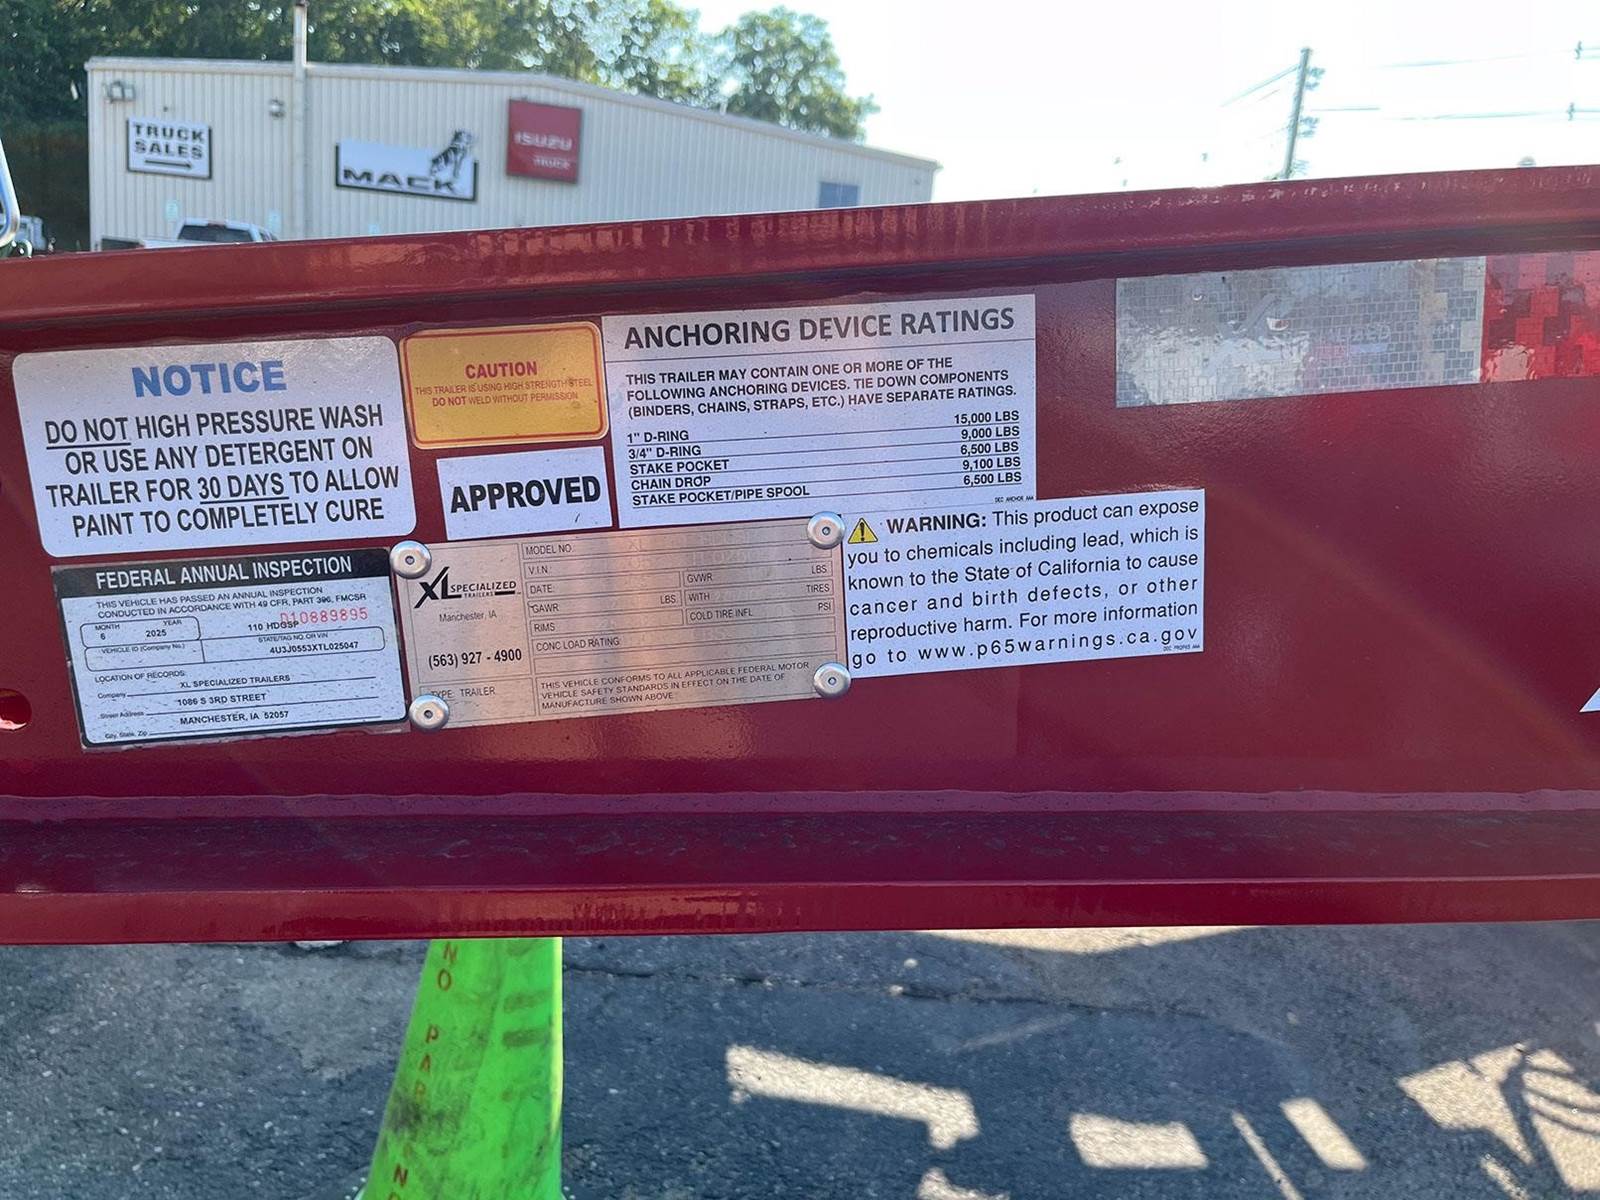 TRUCK
SALES
MACK
ISUZU
TRUCK
NOTICE
DO NOT HIGH PRESSURE WASH
OR USE ANY DETERGENT ON
TRAILER FOR 30 DAYS TO ALLOW
PAINT TO COMPLETELY CURE
CAUTION
THIS TRAILER IS USING HIGH STRENGTH STEEL
DO NOT WELD WITHOUT PERMISSION
APPROVED
ANCHORING DEVICE RATINGS
THIS TRAILER MAY CONTAIN ONE OR MORE OF THE
FOLLOWING ANCHORING DEVICES. TIE DOWN COMPONENTS
(BINDERS, CHAINS, STRAPS, ETC.) HAVE SEPARATE RATINGS.
1" D-RING 15,000 LBS
3/4" D-RING 9,000 LBS
STAKE POCKET 6,500 LBS
CHAIN DROP 9,100 LBS
STAKE POCKET/PIPE SPOOL 6,500 LBS
DEC ANCHOR AAA
FEDERAL ANNUAL INSPECTION
THIS VEHICLE HAS PASSED AN ANNUAL INSPECTION
CONDUCTED IN ACCORDANCE WITH 49 CFR, PART 396, FMCSR
D10889895
MONTH YEAR
6 2025 110 HDGSP
STATE/TAG NO. OR VIN
VEHICLE ID (Company No.) 4U3J0553XTL025047
LOCATION OF RECORDS:
Company XL SPECIALIZED TRAILERS
Street Address 1086 S 3RD STREET
City, State, Zip MANCHESTER, IA 52057
XL SPECIALIZED
TRAILERS
Manchester, IA
(563) 927 - 4900
TYPE: TRAILER
MODEL NO. XL
V.I.N.
DATE: GVWR LBS
GAWR LBS WITH TIRES
RIMS COLD TIRE INFL PSI
CONC LOAD RATING:
THIS VEHICLE CONFORMS TO ALL APPLICABLE FEDERAL MOTOR
VEHICLE SAFETY STANDARDS IN EFFECT ON THE DATE OF
MANUFACTURE SHOWN ABOVE
WARNING: This product can expose
you to chemicals including lead, which is
known to the State of California to cause
cancer and birth defects, or other
reproductive harm. For more information
go to www.p65warnings.ca.gov
DEC PROP65 AAA
NO PAR